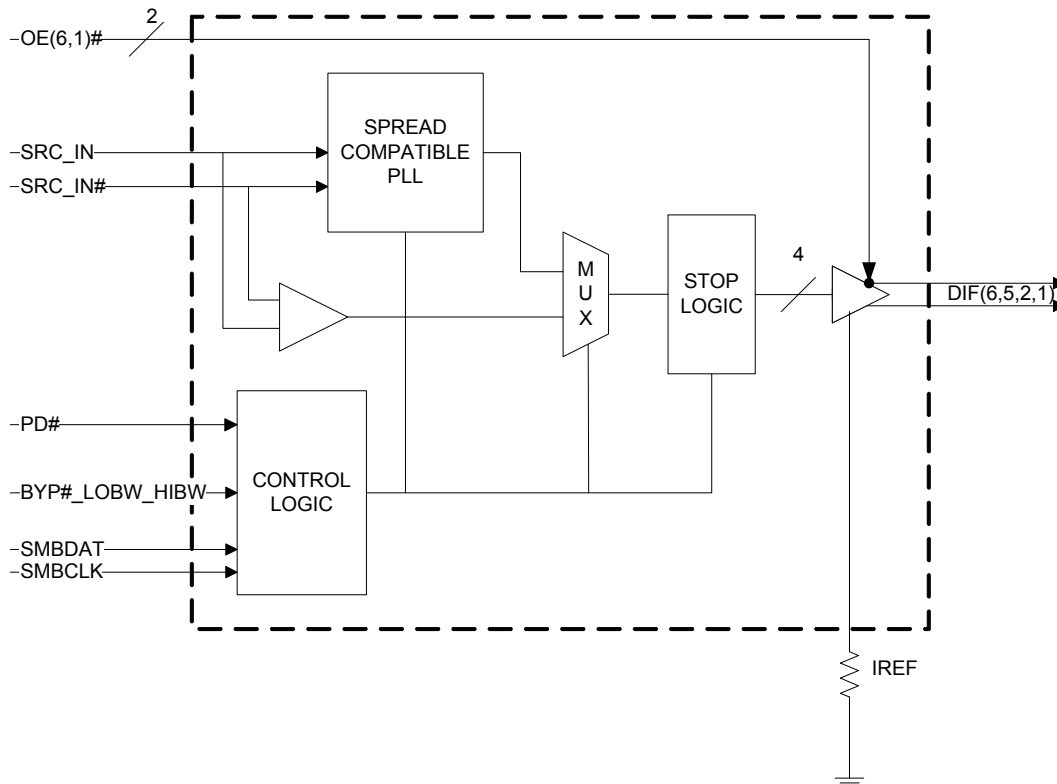 2
OE(6,1)#
SPREAD
COMPATIBLE
PLL
SRC_IN
SRC_IN#
M
U
X
STOP
LOGIC
4
DIF(6,5,2,1)
PD#
BYP#_LOBW_HIBW
SMBDAT
SMBCLK
CONTROL
LOGIC
IREF